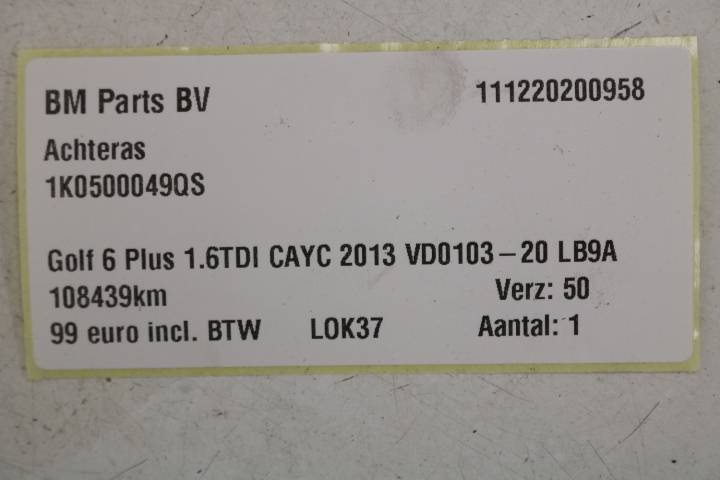 BM Parts BV 111220200958
Achteras
1K0500049QS
Golf 6 Plus 1.6TDI CAYC 2013 VD0103-20 LB9A
108439km Verz: 50
99 euro incl. BTW LOK37 Aantal: 1